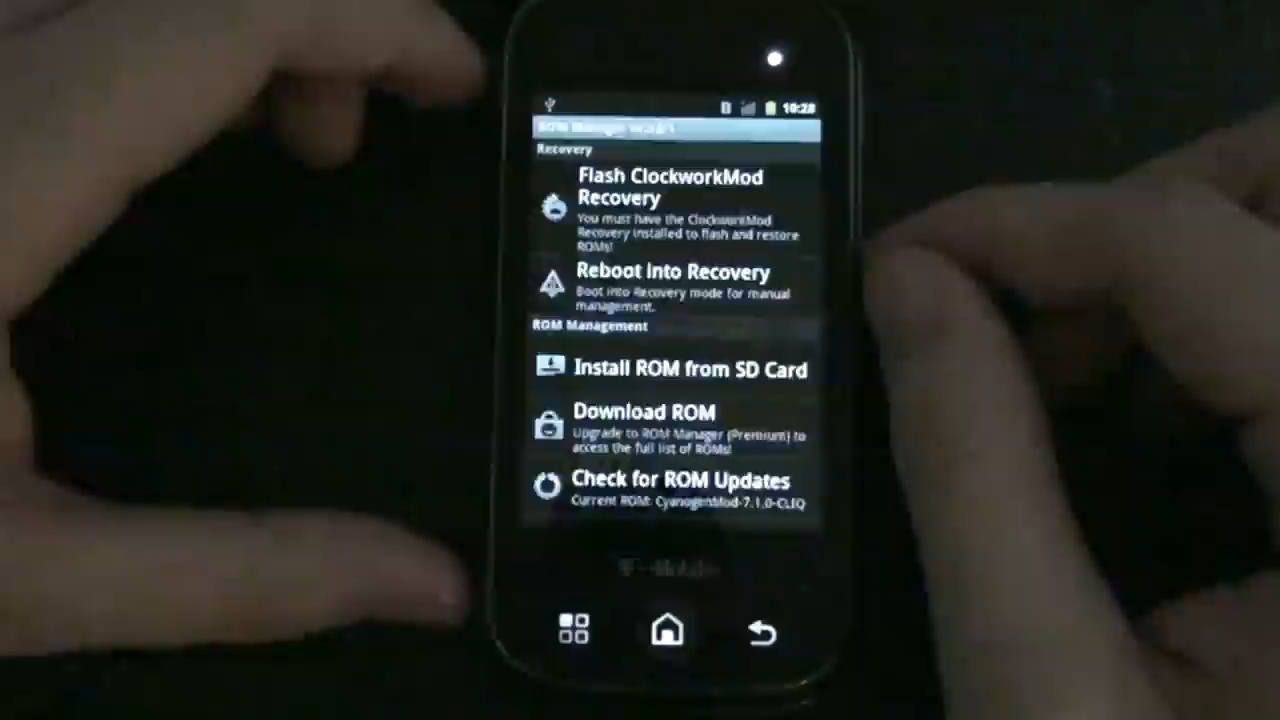 10:28
ROM Manager
Recovery
Flash ClockworkMod
Recovery
You must have the ClockworkMod
Recovery installed to flash and restore
ROMs!
Reboot into Recovery
Boot into Recovery mode for manual
management.
ROM Management
Install ROM from SD Card
Download ROM
Upgrade to ROM Manager (Premium) to
access the full list of ROMs!
Check for ROM Updates
Current ROM: CyanogenMod-7.1.0-CLIQ
T-Mobile